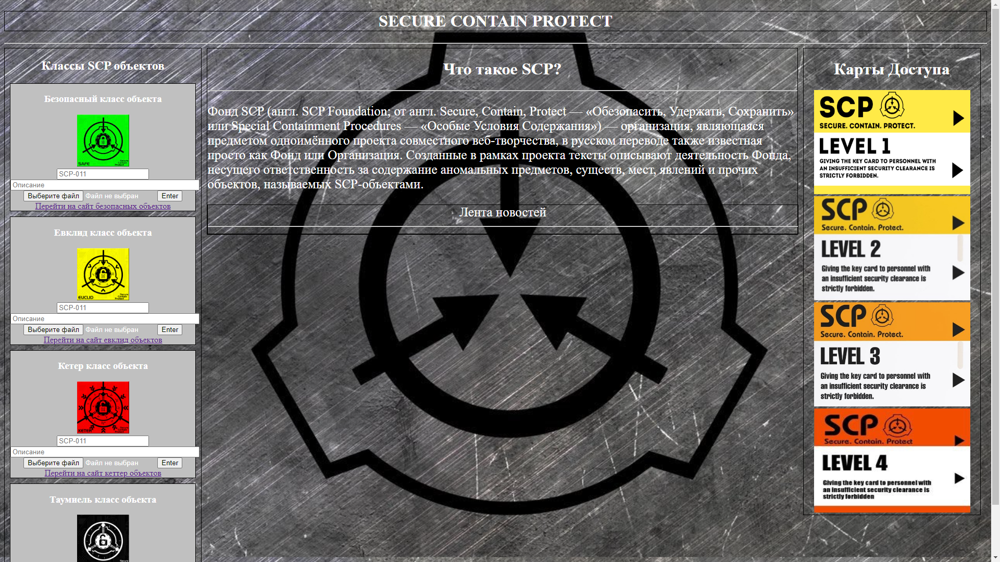 SECURE CONTAIN PROTECT
Классы SCP объектов
Безопасный класс объекта
SAFE
Secure
Contain
Protect
SCP-011
Описание
Выберите файл Файл не выбран Enter
Перейти на сайт безопасных объектов
Евклид класс объекта
EUCLID
Secure
Contain
Protect
SCP-011
Описание
Выберите файл Файл не выбран Enter
Перейти на сайт евклид объектов
Кетер класс объекта
KETER
Secure
Contain
Protect
SCP-011
Описание
Выберите файл Файл не выбран Enter
Перейти на сайт кеттер объектов
Таумиель класс объекта
Secure
Что такое SCP?
Фонд SCP (англ. SCP Foundation; от англ. Secure, Contain, Protect — «Обезопасить, Удержать, Сохранить»
или Special Containment Procedures — «Особые Условия Содержания») — организация, являющаяся
предметом одноимённого проекта совместного веб-творчества, в русском переводе также известная
просто как Фонд или Организация. Созданные в рамках проекта тексты описывают деятельность Фонда,
несущего ответственность за содержание аномальных предметов, существ, мест, явлений и прочих
объектов, называемых SCP-объектами.
Лента новостей
Карты Доступа
SCP
SECURE. CONTAIN. PROTECT.
LEVEL 1
GIVING THE KEY CARD TO PERSONNEL WITH
AN INSUFFICIENT SECURITY CLEARANCE IS
STRICTLY FORBIDDEN.
SCP
Secure. Contain. Protect.
LEVEL 2
Giving the key card to personnel with
an insufficient security clearance is
strictly forbidden.
SCP
Secure. Contain. Protect.
LEVEL 3
Giving the key card to personnel with
an insufficient security clearance is
strictly forbidden.
SCP
Secure. Contain. Protect
LEVEL 4
Giving the key card to personnel with
an insufficient security clearance is
strictly forbidden